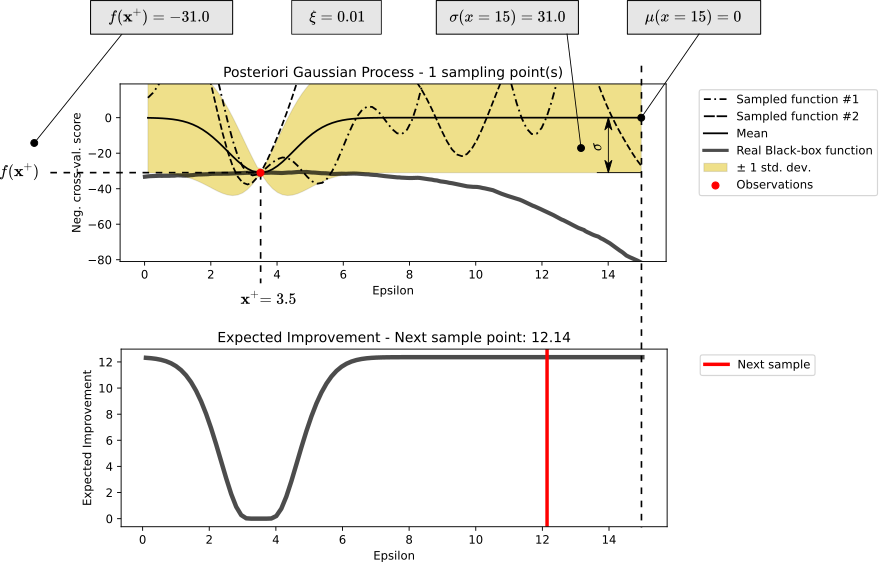 f(x⁺) = −31.0
ξ = 0.01
σ(x = 15) = 31.0
μ(x = 15) = 0
Posteriori Gaussian Process - 1 sampling point(s)
Neg. cross-val. score
0
−20
−40
−60
−80
f(x⁺)
σ
0 2 4 6 8 10 12 14
Epsilon
x⁺= 3.5
Sampled function #1
Sampled function #2
Mean
Real Black-box function
± 1 std. dev.
Observations
Expected Improvement - Next sample point: 12.14
Expected Improvement
12
10
8
6
4
2
0
0 2 4 6 8 10 12 14
Epsilon
Next sample